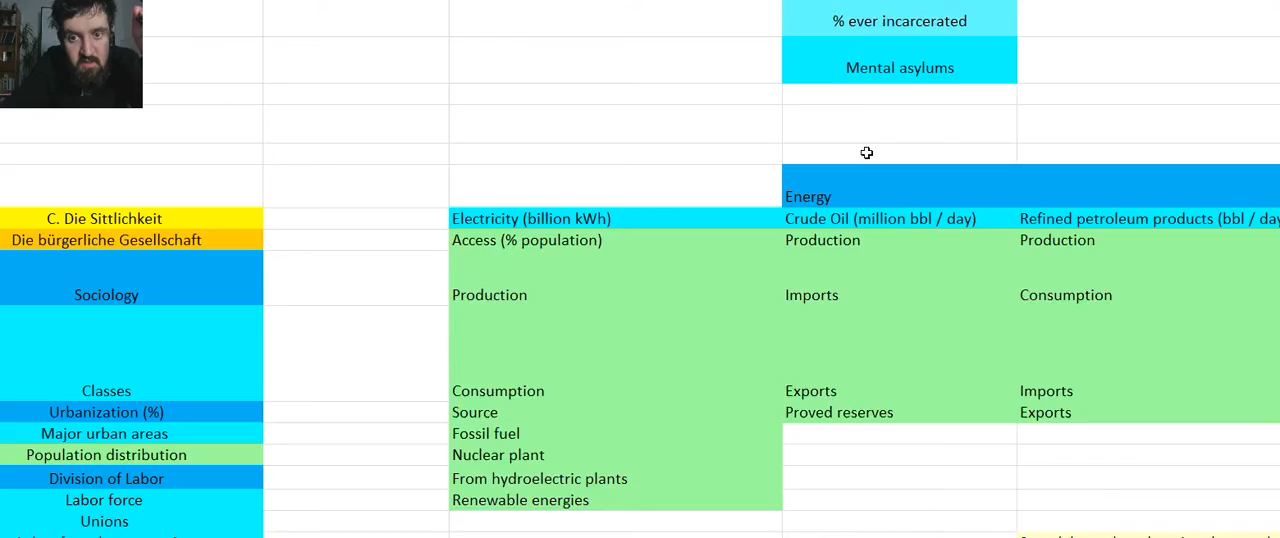 % ever incarcerated
Mental asylums
Energy
C. Die Sittlichkeit
Electricity (billion kWh)
Crude Oil (million bbl / day)
Refined petroleum products (bbl / day
Die bürgerliche Gesellschaft
Access (% population)
Production
Production
Sociology
Production
Imports
Consumption
Classes
Consumption
Exports
Imports
Urbanization (%)
Source
Proved reserves
Exports
Major urban areas
Fossil fuel
Population distribution
Nuclear plant
Division of Labor
From hydroelectric plants
Labor force
Renewable energies
Unions